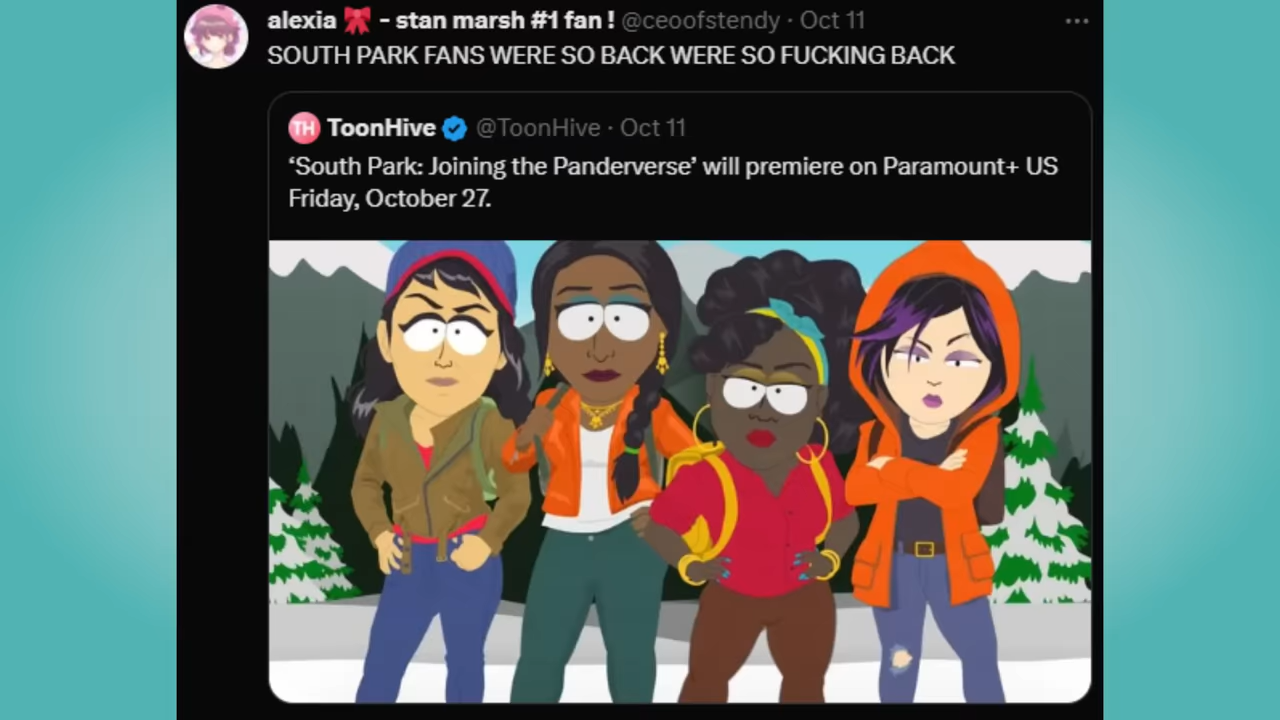 alexia 🎀 - stan marsh #1 fan ! @ceoofstendy · Oct 11
SOUTH PARK FANS WERE SO BACK WERE SO FUCKING BACK
TH ToonHive @ToonHive · Oct 11
‘South Park: Joining the Panderverse’ will premiere on Paramount+ US
Friday, October 27.